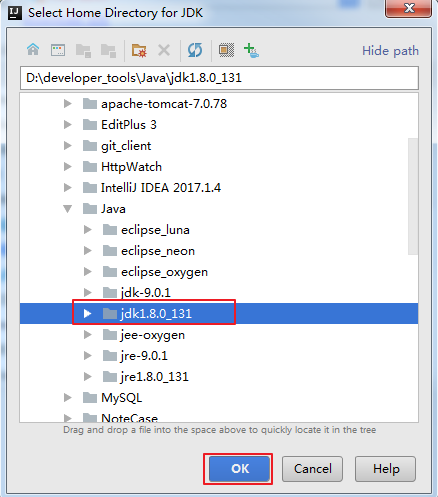 Select Home Directory for JDK
Hide path
D:\developer_tools\Java\jdk1.8.0_131
apache-tomcat-7.0.78
EditPlus 3
git_client
HttpWatch
IntelliJ IDEA 2017.1.4
Java
eclipse_luna
eclipse_neon
eclipse_oxygen
jdk-9.0.1
jdk1.8.0_131
jee-oxygen
jre-9.0.1
jre1.8.0_131
MySQL
NoteCase
Drag and drop a file into the space above to quickly locate it in the tree
OK Cancel Help